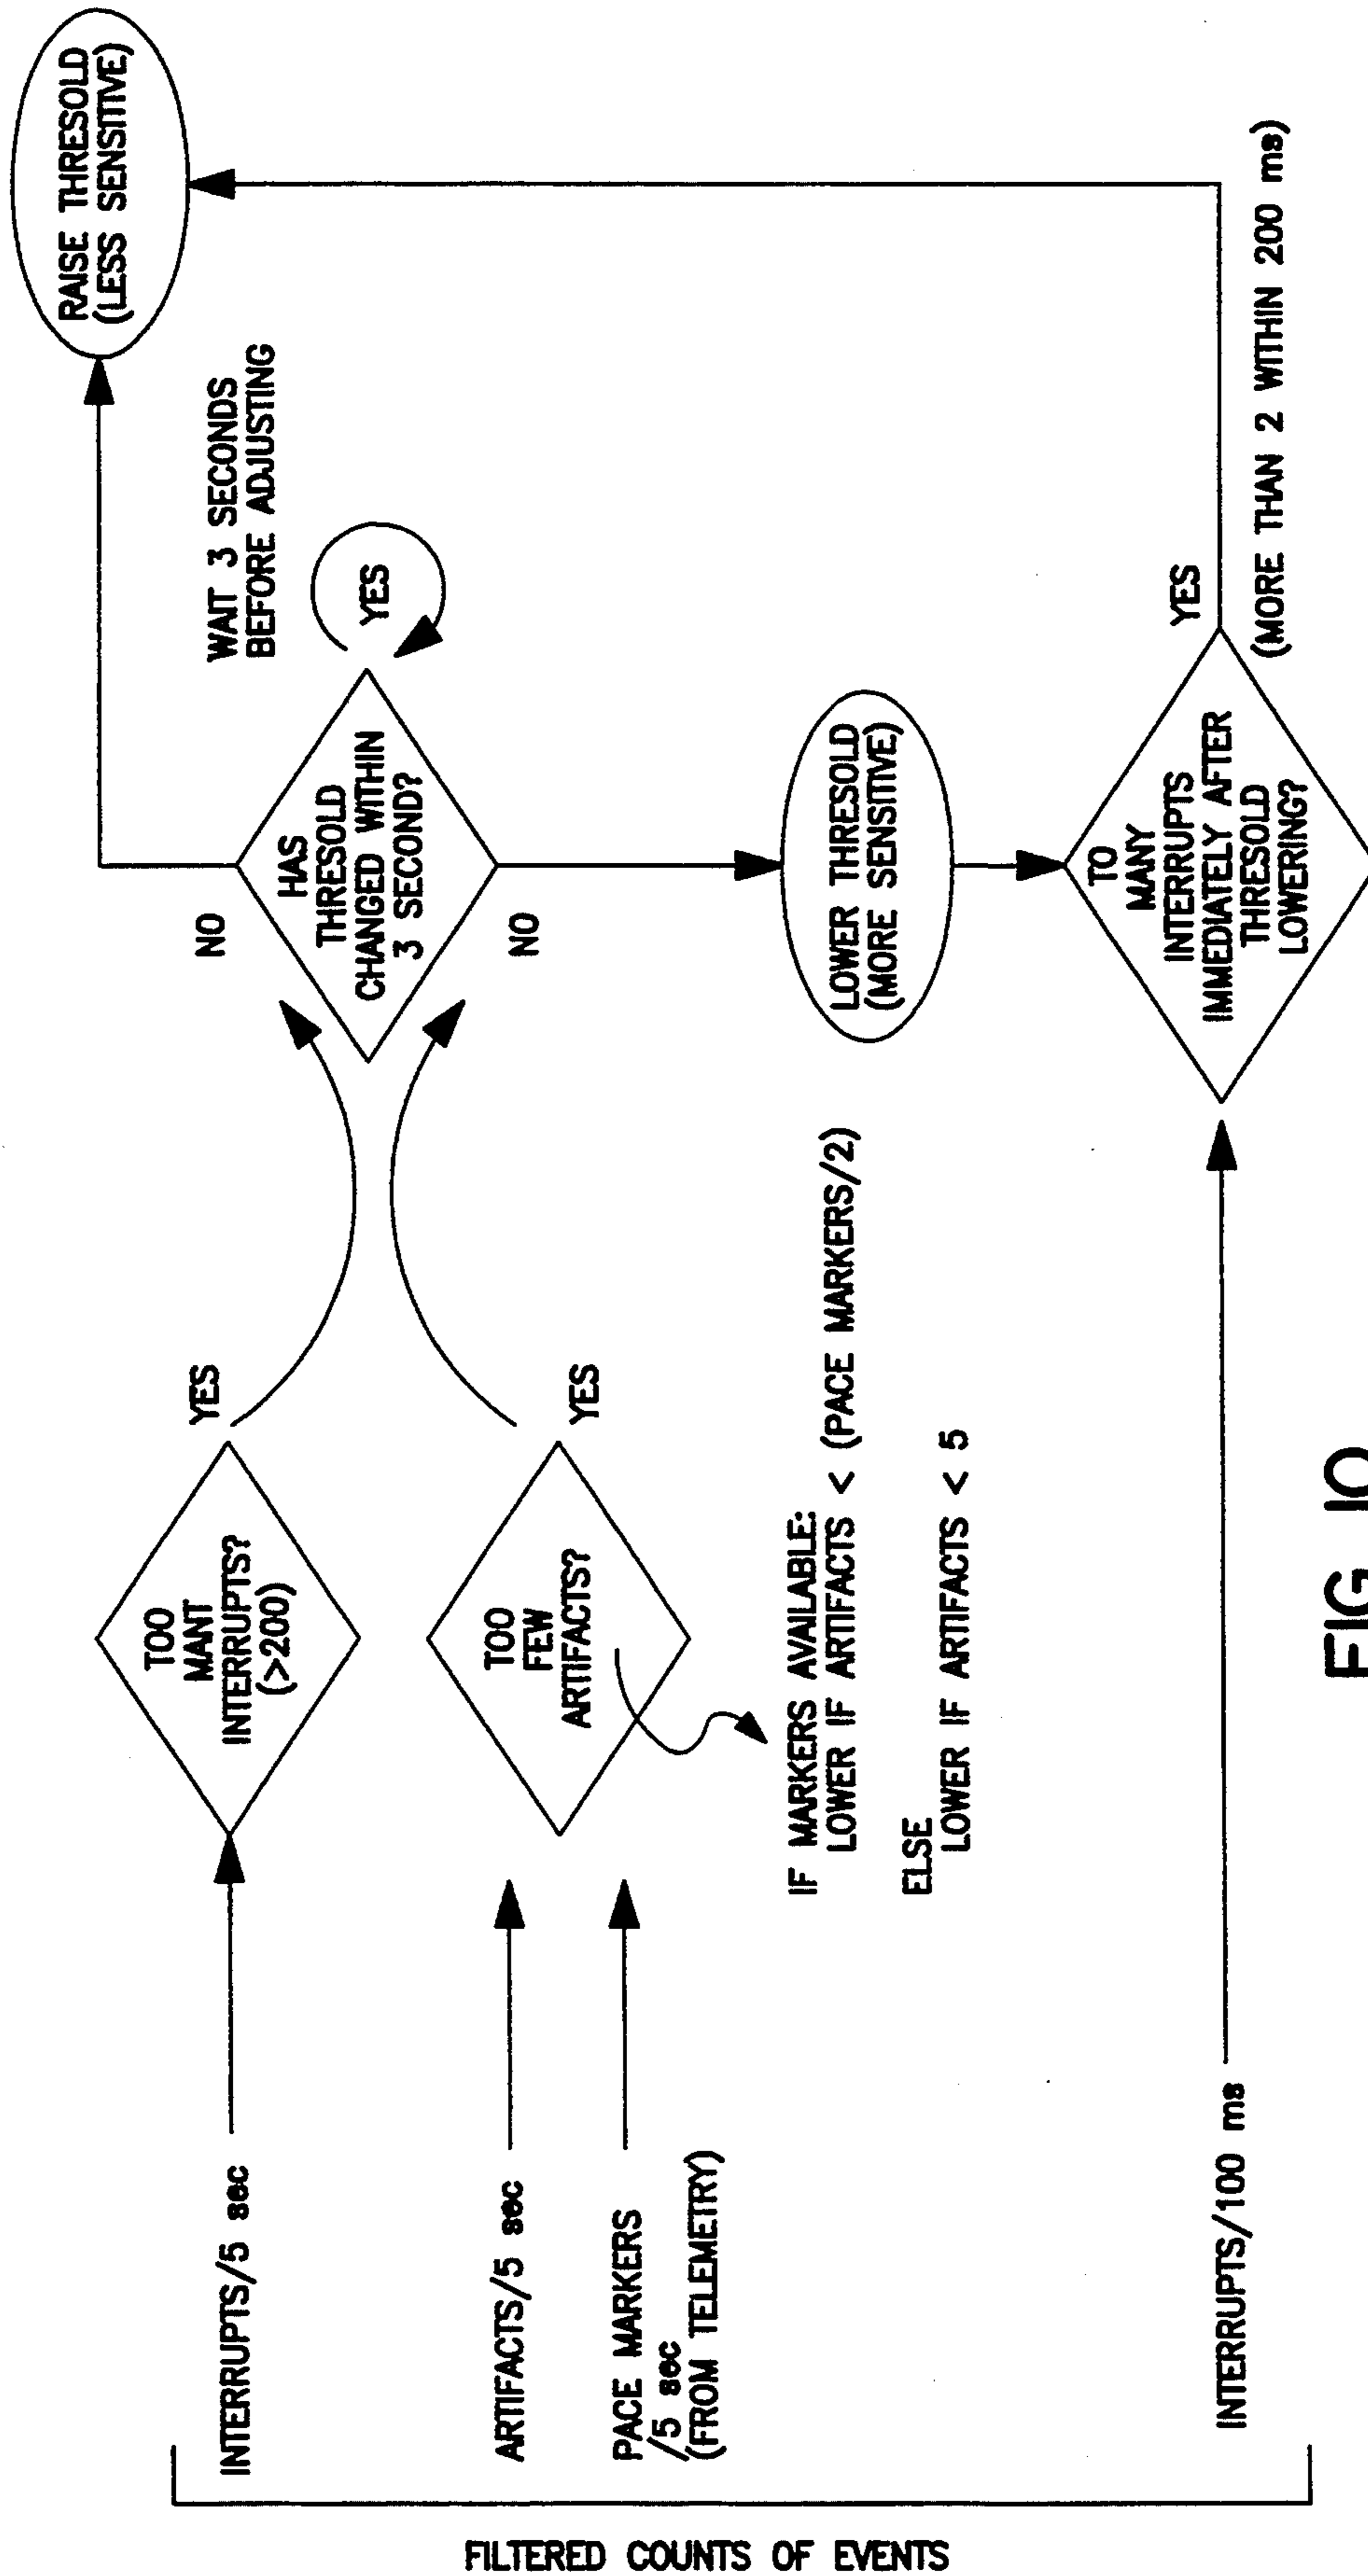 FILTERED COUNTS OF EVENTS
INTERRUPTS/5 sec
ARTIFACTS/5 sec
PACE MARKERS
/5 sec
(FROM TELEMETRY)
INTERRUPTS/100 ms
TOO
MANT
INTERRUPTS?
(>200)
YES
TOO
FEW
ARTIFACTS?
YES
IF MARKERS AVAILABLE:
LOWER IF ARTIFACTS < (PACE MARKERS/2)
ELSE
LOWER IF ARTIFACTS < 5
NO
HAS
THRESOLD
CHANGED WITHIN
3 SECOND?
NO
YES
WAIT 3 SECONDS
BEFORE ADJUSTING
RAISE THRESOLD
(LESS SENSITIVE)
LOWER THRESOLD
(MORE SENSITIVE)
TO
MANY
INTERRUPTS
IMMEDIATELY AFTER
THRESOLD
LOWERING?
YES
(MORE THAN 2 WITHIN 200 ms)
FIG. 10